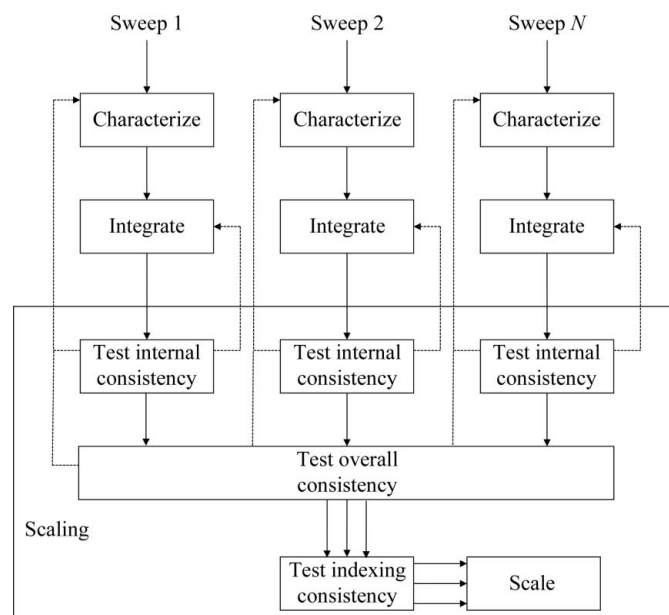 Sweep 1
Sweep 2
Sweep N
Characterize
Characterize
Characterize
Integrate
Integrate
Integrate
Test internal
consistency
Test internal
consistency
Test internal
consistency
Test overall
consistency
Scaling
Test indexing
consistency
Scale